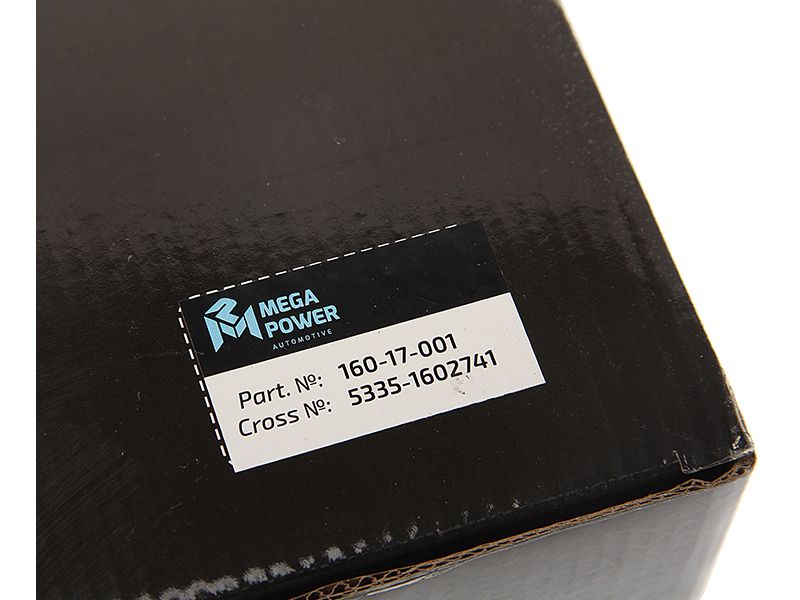 MEGA
POWER
AUTOMOTIVE
Part. №: 160-17-001
Cross №: 5335-1602741